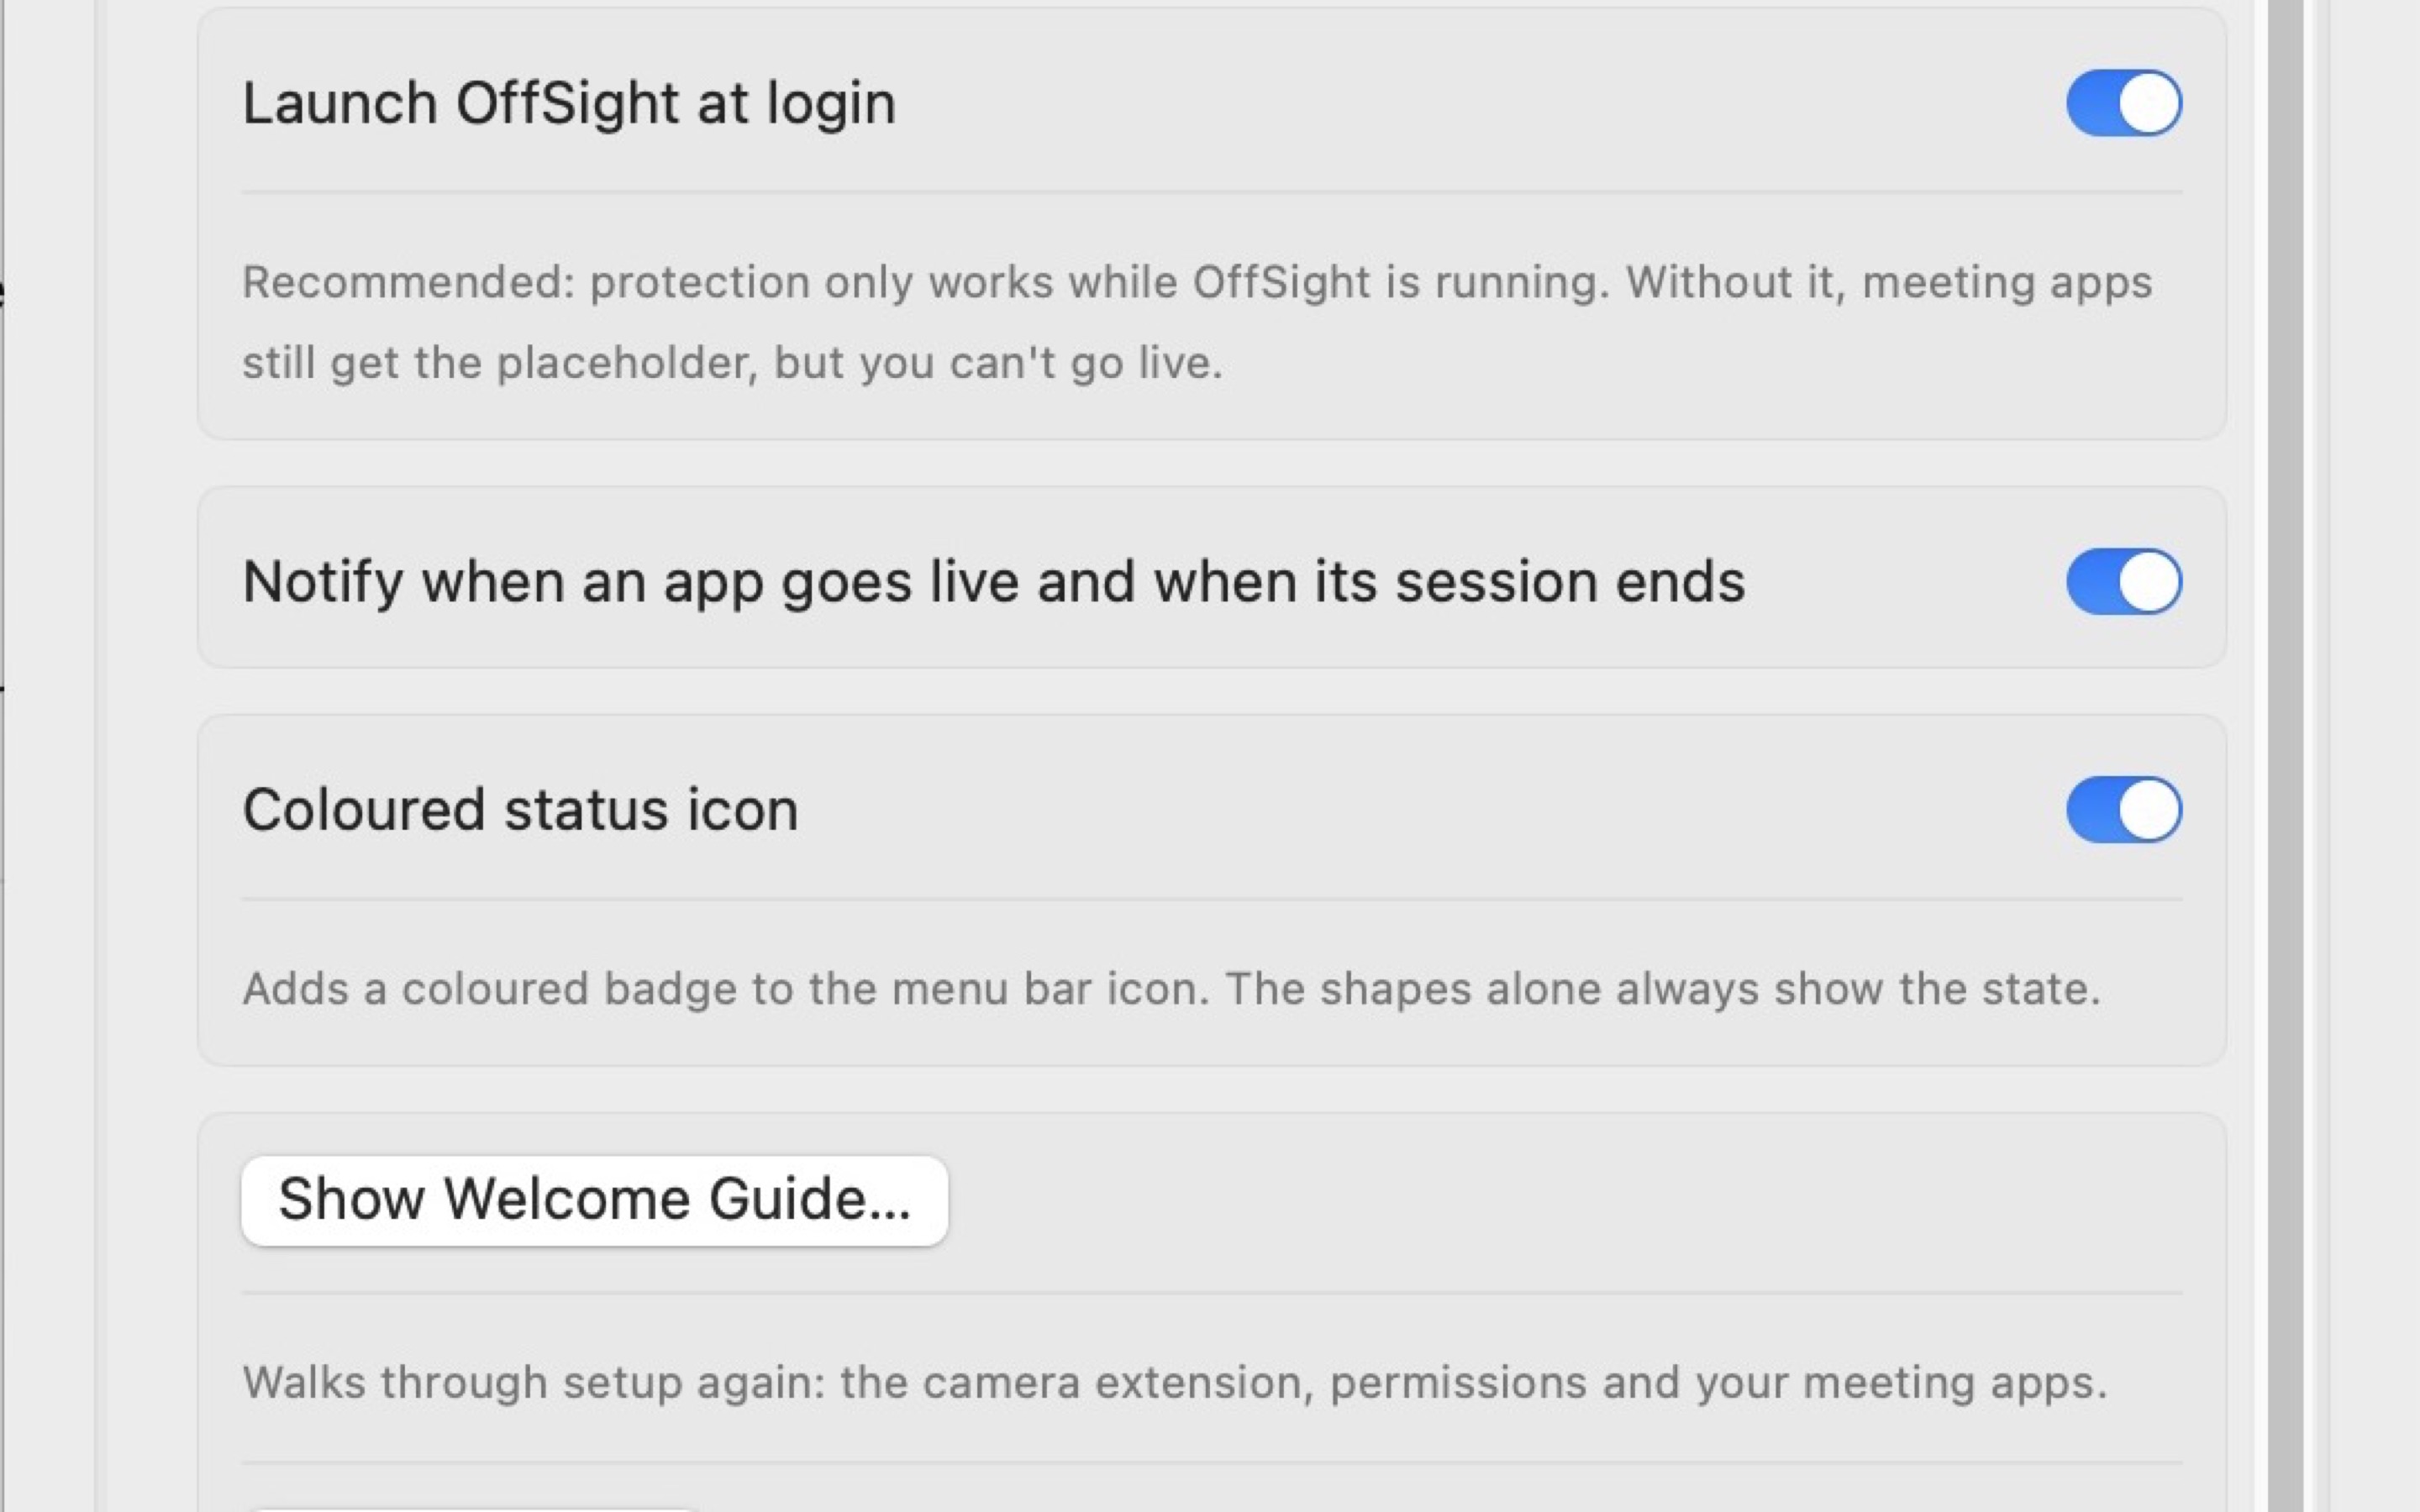 Launch OffSight at login
Recommended: protection only works while OffSight is running. Without it, meeting apps
still get the placeholder, but you can't go live.
Notify when an app goes live and when its session ends
Coloured status icon
Adds a coloured badge to the menu bar icon. The shapes alone always show the state.
Show Welcome Guide...
Walks through setup again: the camera extension, permissions and your meeting apps.